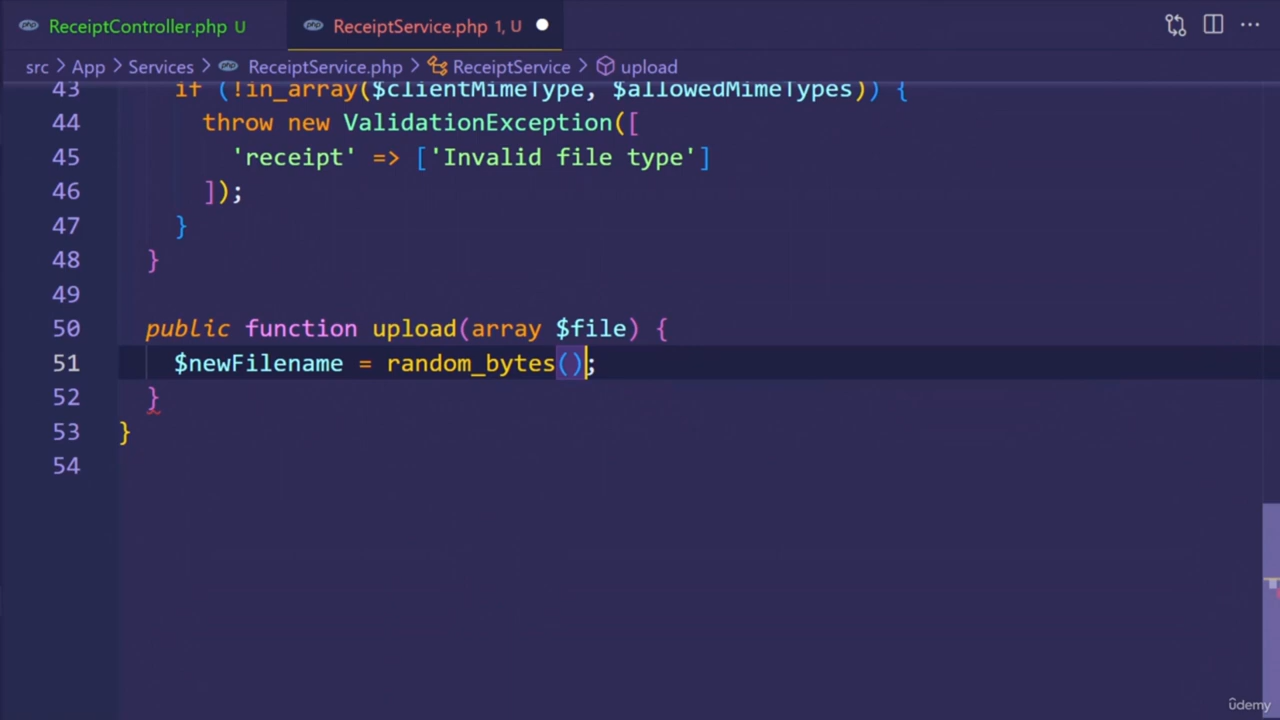 ReceiptController.php U
ReceiptService.php 1, U
src > App > Services > ReceiptService.php > ReceiptService > upload
43 if (!in_array($clientMimeType, $allowedMimeTypes)) {
44 throw new ValidationException([
45 'receipt' => ['Invalid file type']
46 ]);
47 }
48 }
49
50 public function upload(array $file) {
51 $newFilename = random_bytes();
52 }
53 }
54
ûdemy